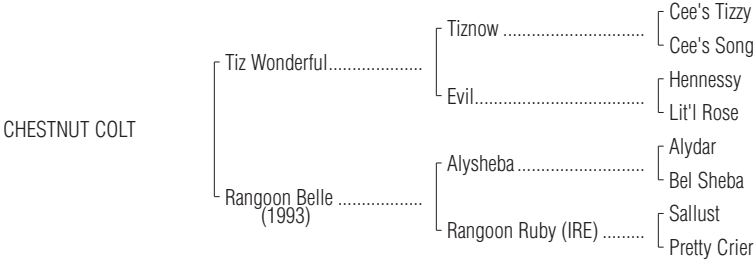 Cee's Tizzy
Tiznow ..............................
Cee's Song
Tiz Wonderful....................
Hennessy
Evil....................................
Lit'l Rose
CHESTNUT COLT
Alydar
Alysheba ...........................
Bel Sheba
Rangoon Belle ..................
(1993)
Sallust
Rangoon Ruby (IRE) .........
Pretty Crier